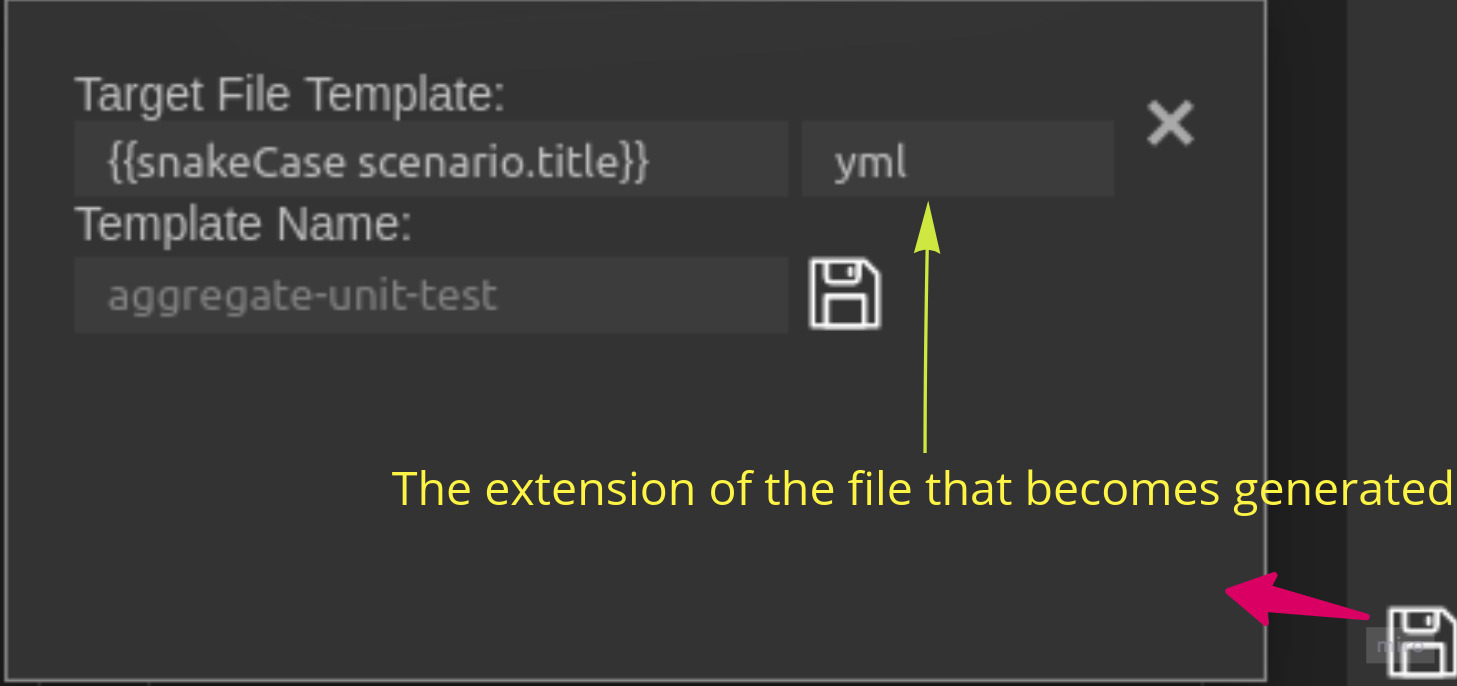 Target File Template:
{{snakeCase scenario.title}} yml
Template Name:
aggregate-unit-test
The extension of the file that becomes generated
miro